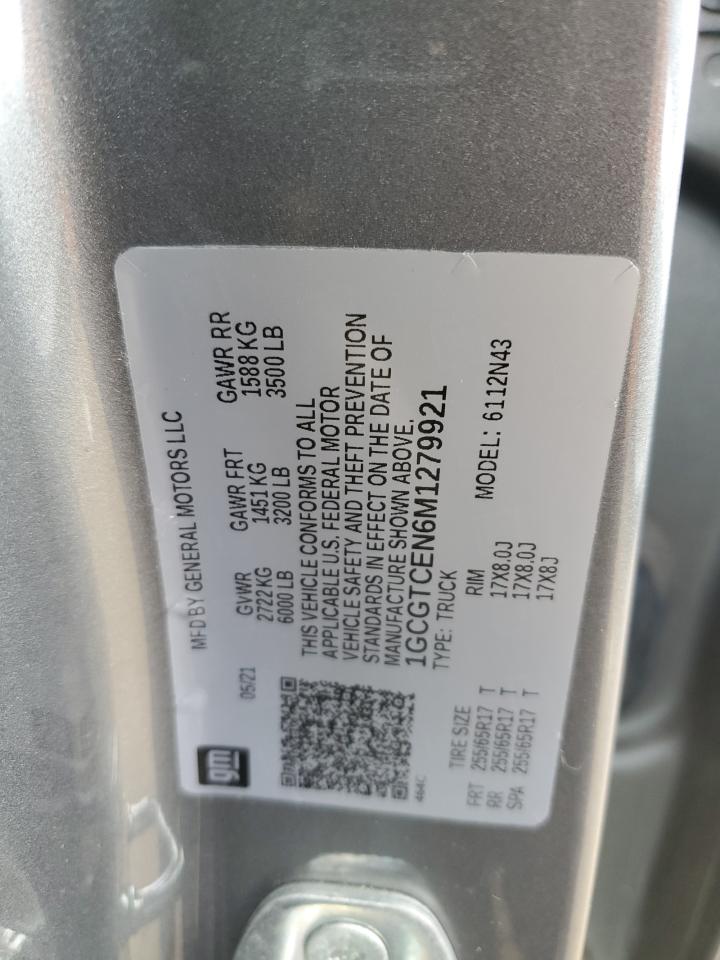 gm
MFD BY GENERAL MOTORS LLC
05/21
GVWR GAWR FRT GAWR RR
2722 KG 1451 KG 1588 KG
6000 LB 3200 LB 3500 LB
THIS VEHICLE CONFORMS TO ALL
APPLICABLE U.S. FEDERAL MOTOR
VEHICLE SAFETY AND THEFT PREVENTION
STANDARDS IN EFFECT ON THE DATE OF
MANUFACTURE SHOWN ABOVE.
1GCGTCEN6M1279921
464C
TYPE: TRUCK
MODEL: 6112N43
TIRE SIZE RIM
FRT 255/65R17 T 17X8.0J
RR 255/65R17 T 17X8.0J
SPA 255/65R17 T 17X8J